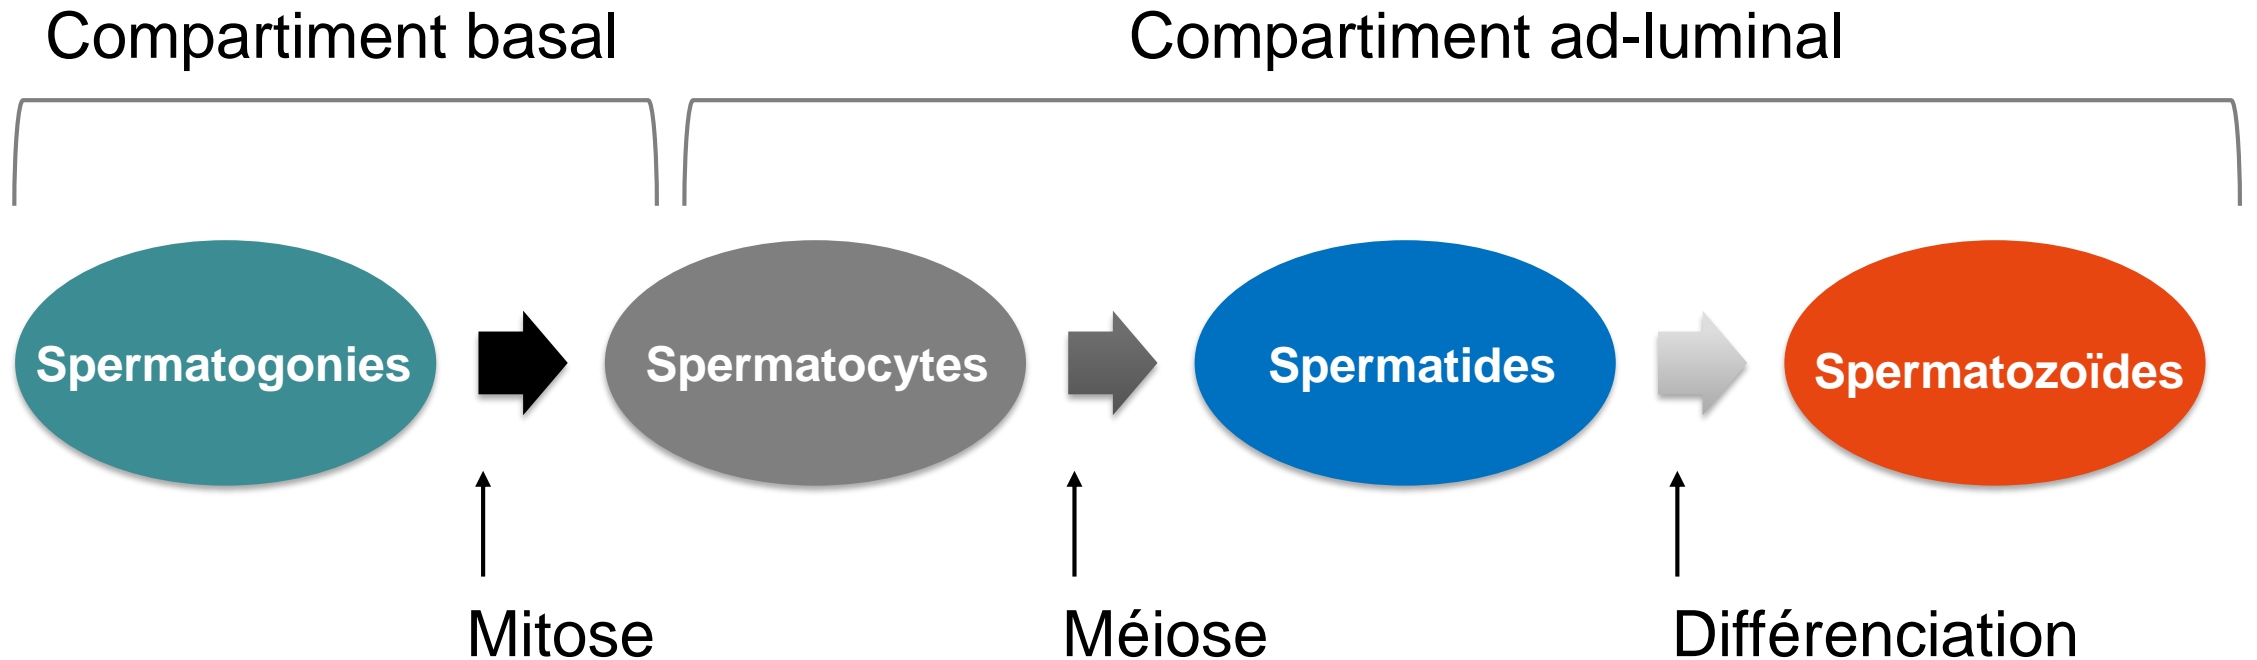 Compartiment basal
Compartiment ad-luminal
Spermatogonies
Spermatocytes
Spermatides
Spermatozoïdes
Mitose
Méiose
Différenciation